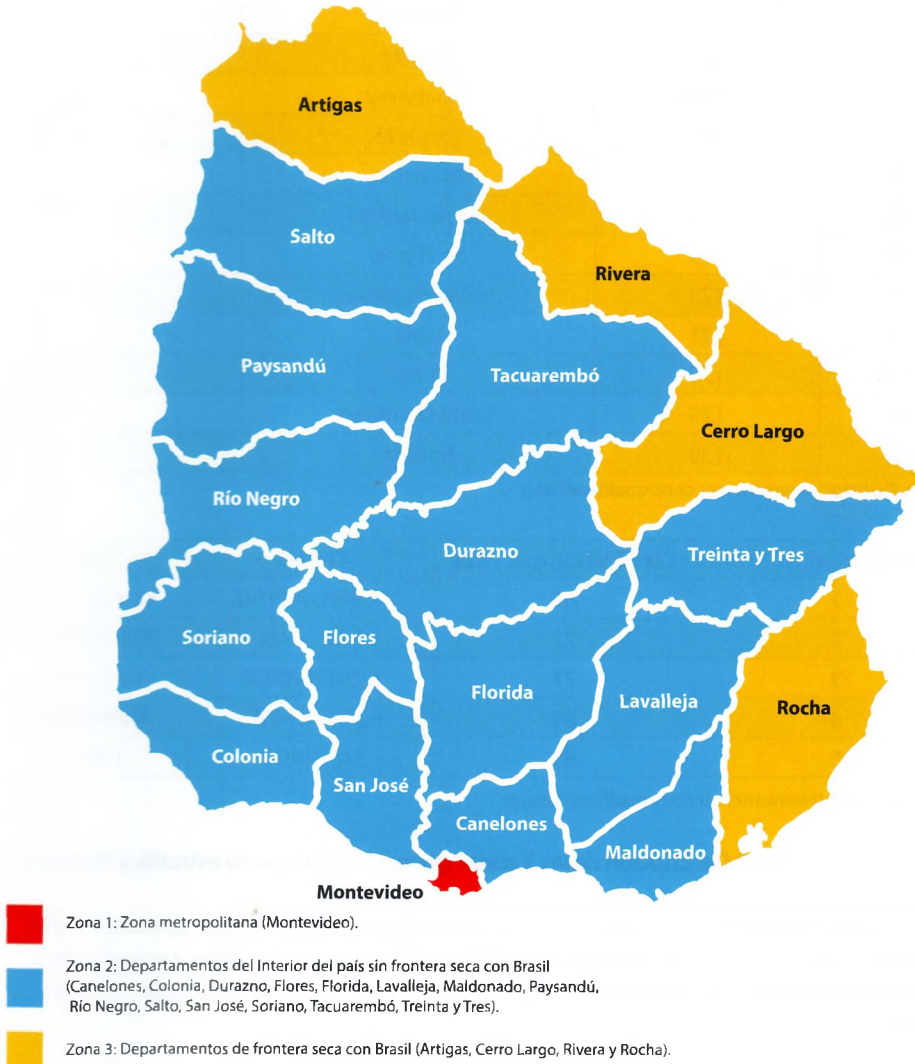 Artigas
Salto
Rivera
Paysandú
Tacuarembó
Cerro Largo
Río Negro
Durazno
Treinta y Tres
Soriano
Flores
Florida
Lavalleja
Rocha
Colonia
San José
Canelones
Maldonado
Montevideo
Zona 1: Zona metropolitana (Montevideo).
Zona 2: Departamentos del Interior del país sin frontera seca con Brasil
(Canelones, Colonia, Durazno, Flores, Florida, Lavalleja, Maldonado, Paysandú,
Río Negro, Salto, San José, Soriano, Tacuarembó, Treinta y Tres).
Zona 3: Departamentos de frontera seca con Brasil (Artigas, Cerro Largo, Rivera y Rocha).